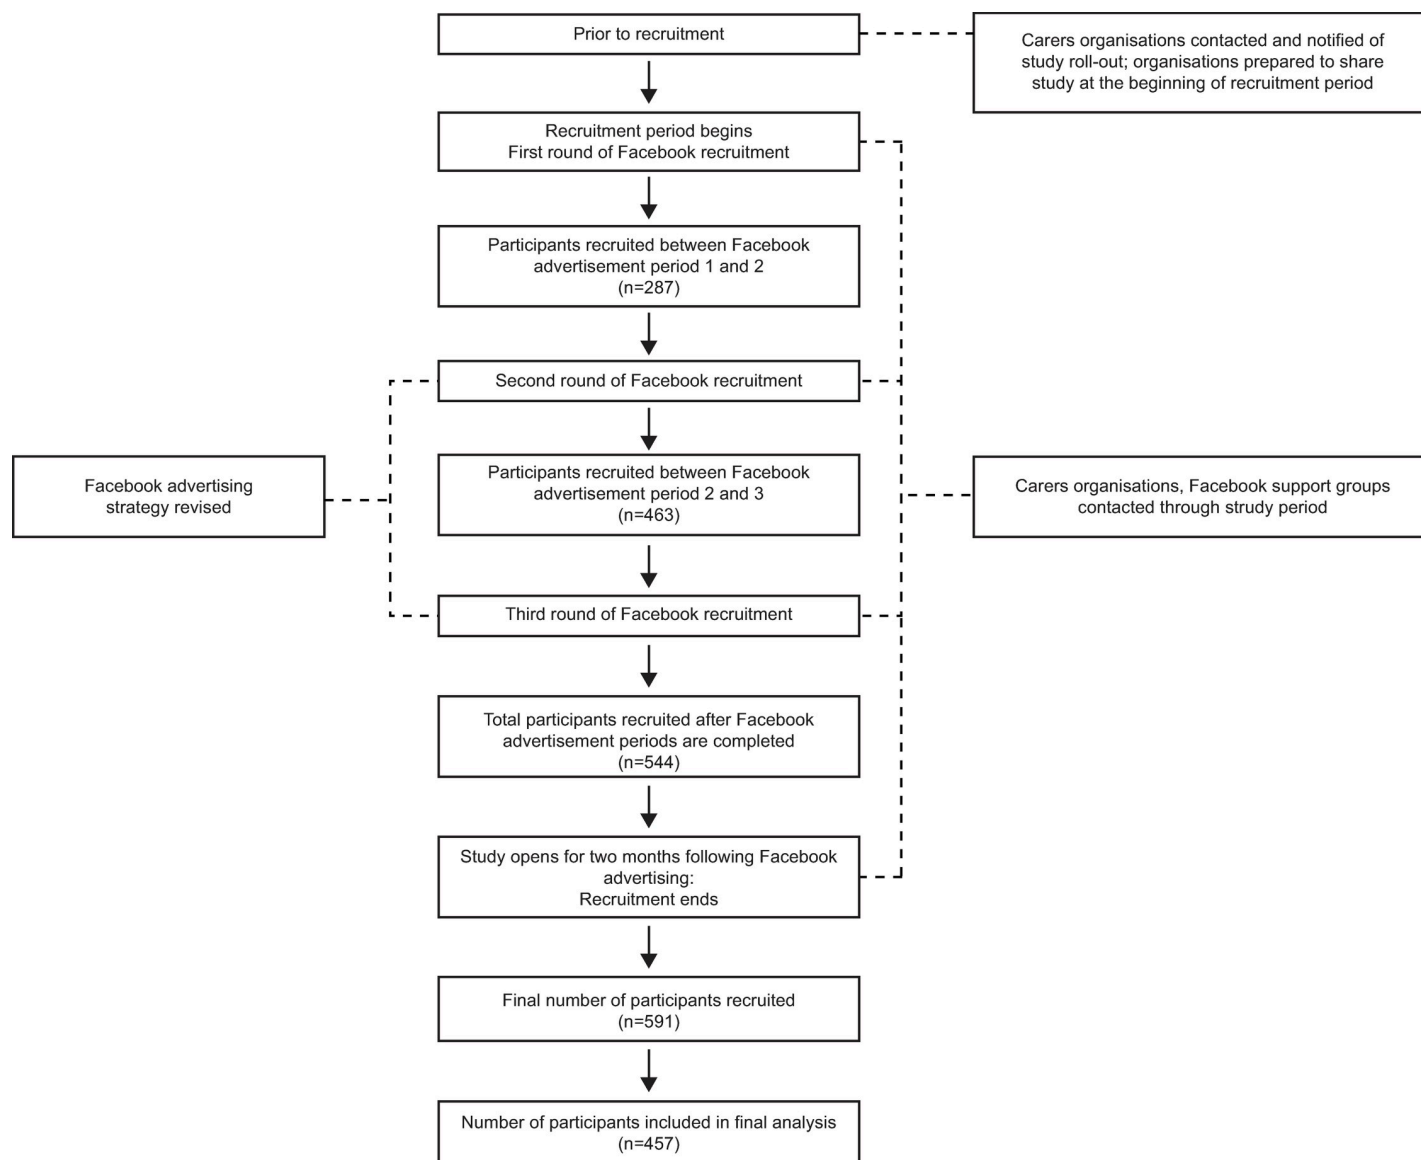 Prior to recruitment
Carers organisations contacted and notified of
study roll-out; organisations prepared to share
study at the beginning of recruitment period
Recruitment period begins
First round of Facebook recruitment
Participants recruited between Facebook
advertisement period 1 and 2
(n=287)
Second round of Facebook recruitment
Facebook advertising
strategy revised
Participants recruited between Facebook
advertisement period 2 and 3
(n=463)
Carers organisations, Facebook support groups
contacted through strudy period
Third round of Facebook recruitment
Total participants recruited after Facebook
advertisement periods are completed
(n=544)
Study opens for two months following Facebook
advertising:
Recruitment ends
Final number of participants recruited
(n=591)
Number of participants included in final analysis
(n=457)